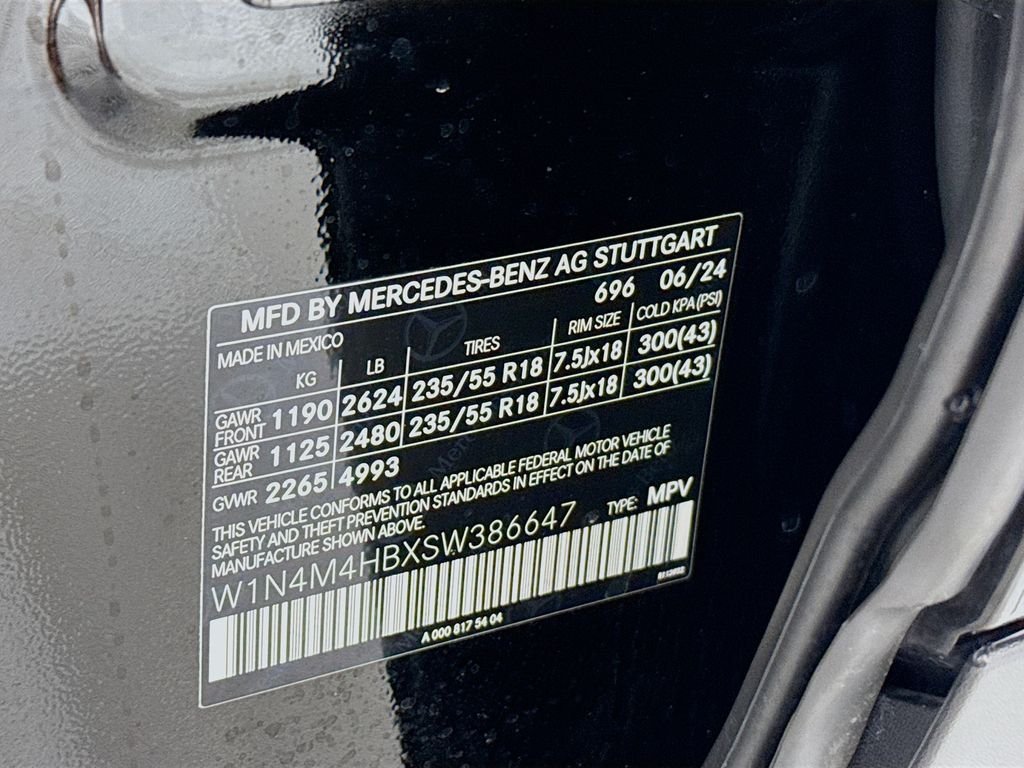 MFD BY MERCEDES-BENZ AG STUTTGART
MADE IN MEXICO 696 06/24
KG LB TIRES RIM SIZE COLD KPA(PSI)
GAWR FRONT 1190 2624 235/55 R18 7.5Jx18 300(43)
GAWR REAR 1125 2480 235/55 R18 7.5Jx18 300(43)
GVWR 2265 4993
THIS VEHICLE CONFORMS TO ALL APPLICABLE FEDERAL MOTOR VEHICLE
SAFETY AND THEFT PREVENTION STANDARDS IN EFFECT ON THE DATE OF
MANUFACTURE SHOWN ABOVE.
W1N4M4HBXSW386647 TYPE: MPV
A 000 817 54 04